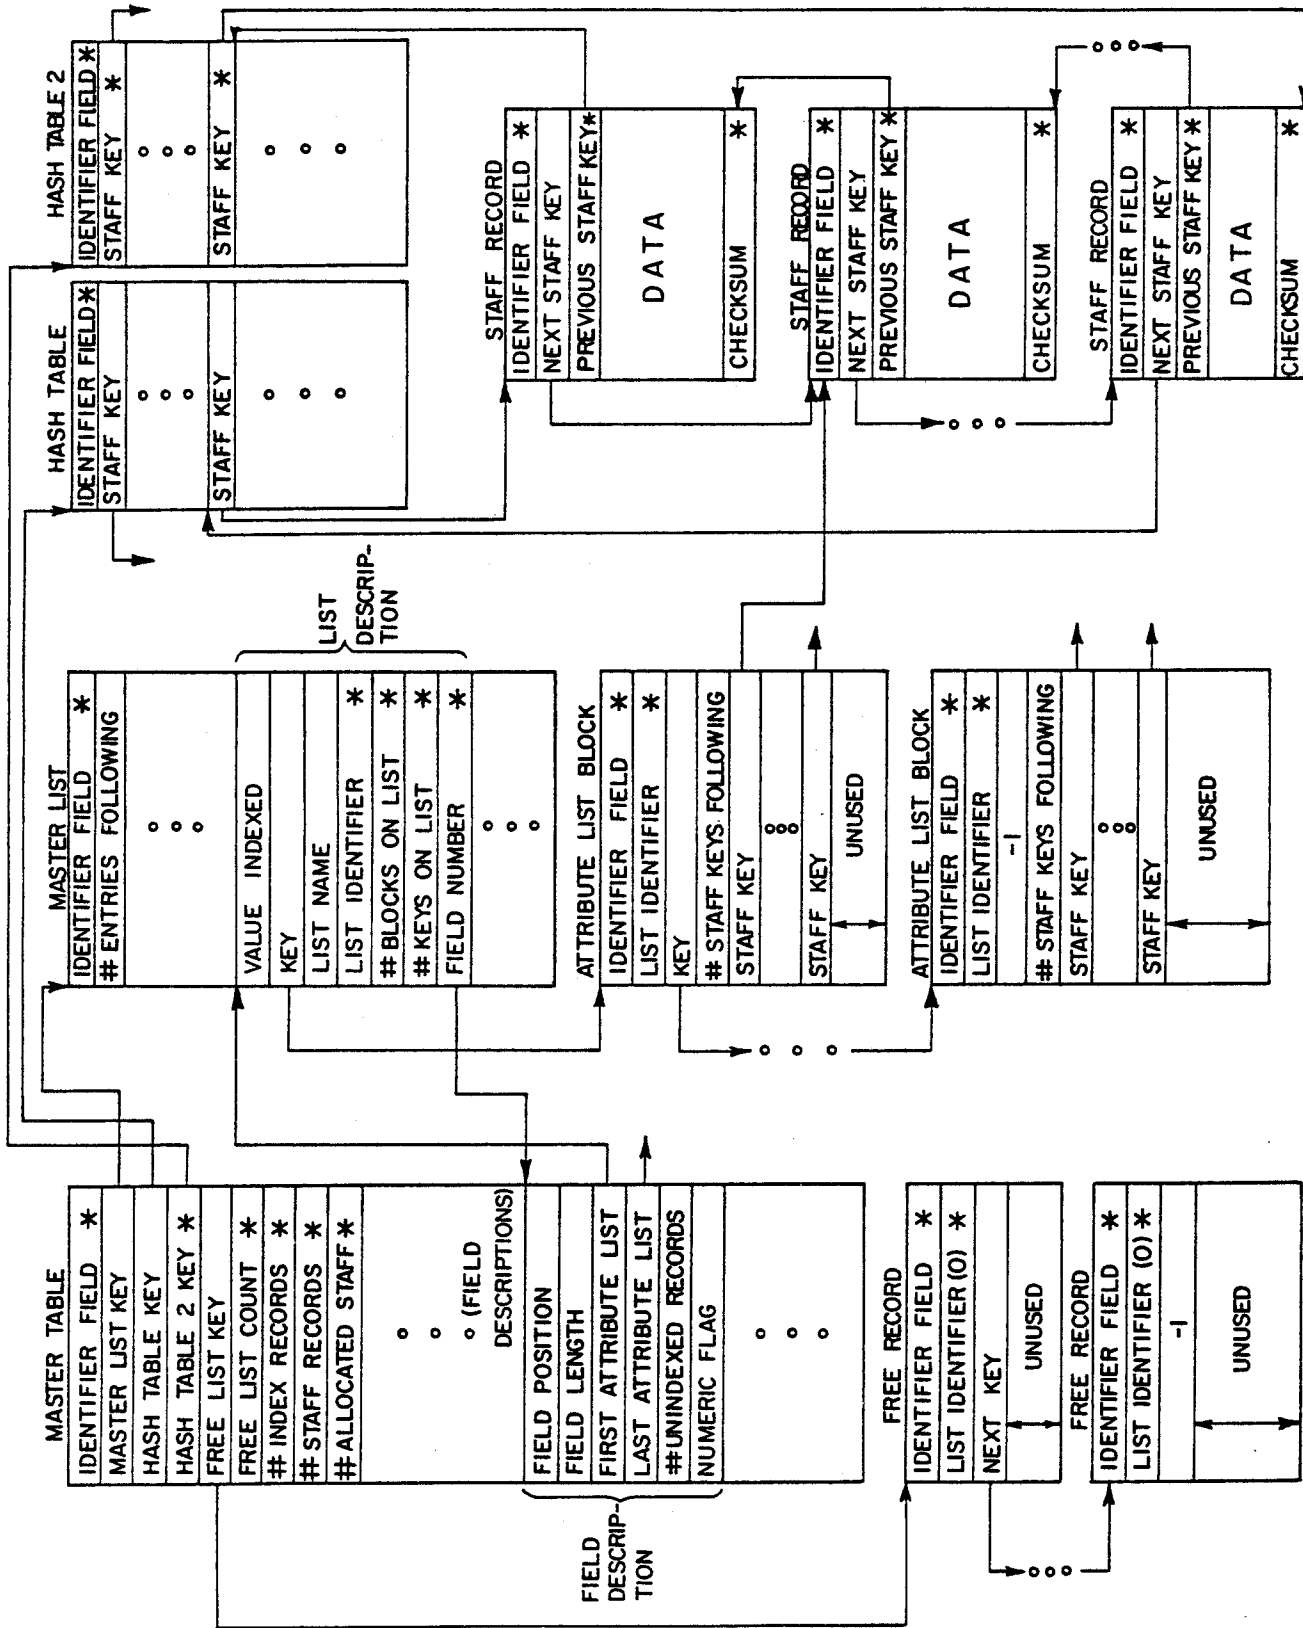 MASTER TABLE
IDENTIFIER FIELD *
MASTER LIST KEY
HASH TABLE KEY
HASH TABLE 2 KEY *
FREE LIST KEY
FREE LIST COUNT *
# INDEX RECORDS *
# STAFF RECORDS *
# ALLOCATED STAFF *
(FIELD
DESCRIPTIONS)
FIELD POSITION
FIELD LENGTH
FIRST ATTRIBUTE LIST
LAST ATTRIBUTE LIST
# UNINDEXED RECORDS
NUMERIC FLAG
FIELD
DESCRIP-
TION
FREE RECORD
IDENTIFIER FIELD *
LIST IDENTIFIER (0) *
NEXT KEY
UNUSED
FREE RECORD
IDENTIFIER FIELD *
LIST IDENTIFIER (0) *
-1
UNUSED
MASTER LIST
IDENTIFIER FIELD *
# ENTRIES FOLLOWING
VALUE INDEXED
KEY
LIST NAME
LIST IDENTIFIER *
# BLOCKS ON LIST *
# KEYS ON LIST *
FIELD NUMBER *
LIST
DESCRIP-
TION
ATTRIBUTE LIST BLOCK
IDENTIFIER FIELD *
LIST IDENTIFIER *
KEY
# STAFF KEYS FOLLOWING
STAFF KEY
STAFF KEY
UNUSED
ATTRIBUTE LIST BLOCK
IDENTIFIER FIELD *
LIST IDENTIFIER *
-1
# STAFF KEYS FOLLOWING
STAFF KEY
STAFF KEY
UNUSED
HASH TABLE
IDENTIFIER FIELD *
STAFF KEY
STAFF KEY
HASH TABLE 2
IDENTIFIER FIELD *
STAFF KEY *
STAFF KEY *
STAFF RECORD
IDENTIFIER FIELD *
NEXT STAFF KEY
PREVIOUS STAFF KEY *
DATA
CHECKSUM *
STAFF RECORD
IDENTIFIER FIELD *
NEXT STAFF KEY
PREVIOUS STAFF KEY *
DATA
CHECKSUM *
STAFF RECORD
IDENTIFIER FIELD *
NEXT STAFF KEY
PREVIOUS STAFF KEY *
DATA
CHECKSUM *